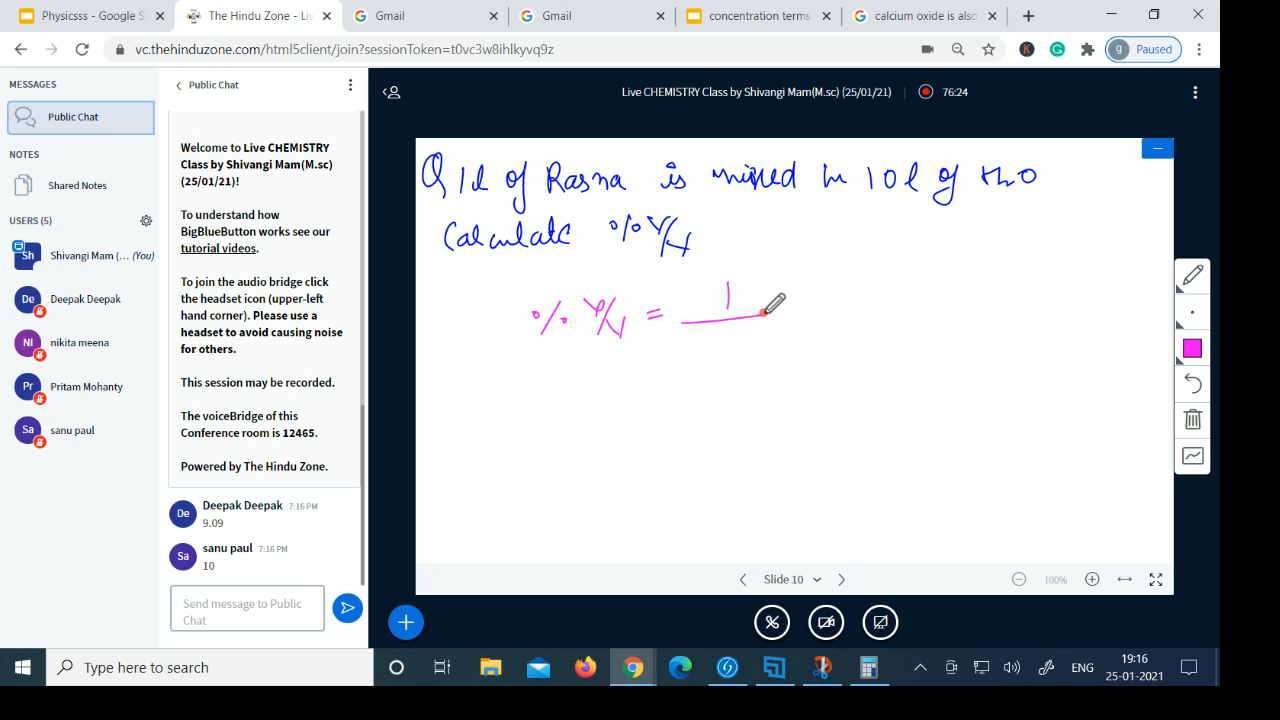 Physicsss - Google S
The Hindu Zone - Liv
Gmail
Gmail
concentration terms
calcium oxide is also
vc.thehinduzone.com/html5client/join?sessionToken=t0vc3w8ihlkyvq9z
K
G
g
Paused
MESSAGES
Public Chat
NOTES
Shared Notes
USERS (5)
Sh
Shivangi Mam (... (You)
De
Deepak Deepak
NI
nikita meena
Pr
Pritam Mohanty
Sa
sanu paul
Public Chat
Welcome to Live CHEMISTRY
Class by Shivangi Mam(M.sc)
(25/01/21)!
To understand how
BigBlueButton works see our
tutorial videos.
To join the audio bridge click
the headset icon (upper-left
hand corner). Please use a
headset to avoid causing noise
for others.
This session may be recorded.
The voiceBridge of this
Conference room is 12465.
Powered by The Hindu Zone.
De
Deepak Deepak 7:16 PM
9.09
Sa
sanu paul 7:16 PM
10
Send message to Public
Chat
Live CHEMISTRY Class by Shivangi Mam(M.sc) (25/01/21)
76:24
Q 1l of Rasna is mixed in 10l of H2O
Calculate % V/V
% V/V = 1
Slide 10
100%
Type here to search
ENG
19:16
25-01-2021